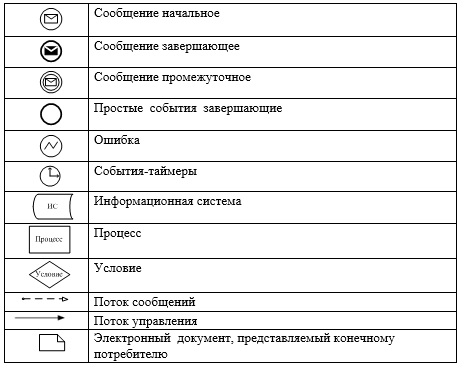 Сообщение начальное
Сообщение завершающее
Сообщение промежуточное
Простые события завершающие
Ошибка
События-таймеры
ИС
Информационная система
Процесс
Процесс
Условие
Условие
Поток сообщений
Поток управления
Электронный документ, представляемый конечному
потребителю